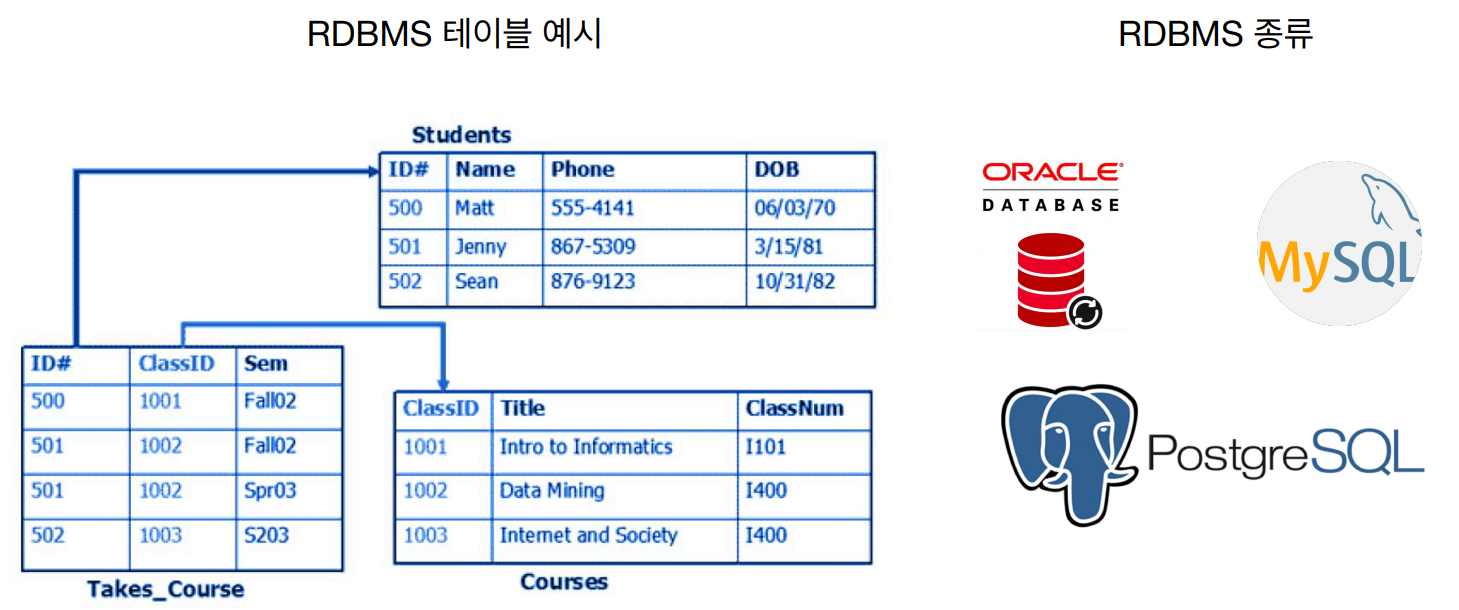 RDBMS 테이블 예시
RDBMS 종류
Students
ID# Name Phone DOB
500 Matt 555-4141 06/03/70
501 Jenny 867-5309 3/15/81
502 Sean 876-9123 10/31/82
ID# ClassID Sem
500 1001 Fall02
501 1002 Fall02
501 1002 Spr03
502 1003 S203
Takes_Course
ClassID Title ClassNum
1001 Intro to Informatics I101
1002 Data Mining I400
1003 Internet and Society I400
Courses
ORACLE®
DATABASE
MySQL
PostgreSQL